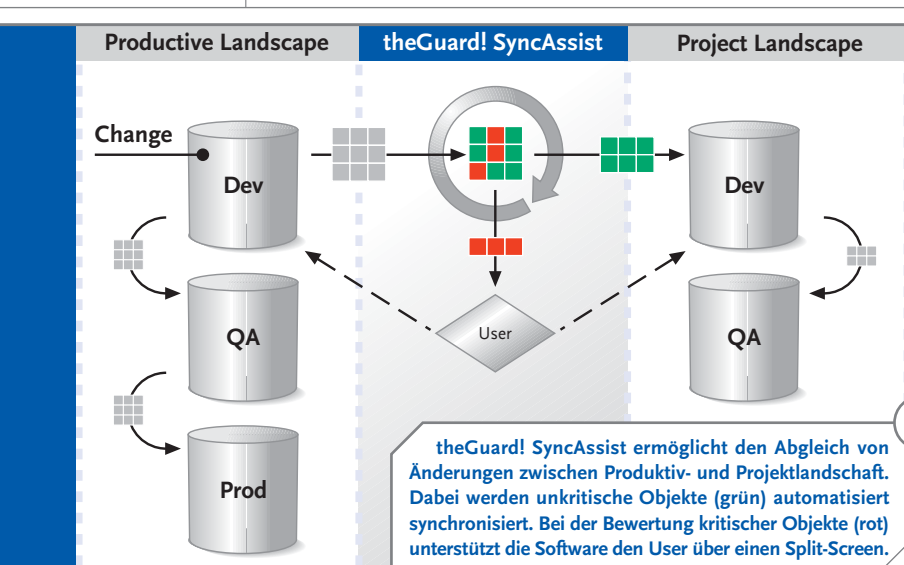 Productive Landscape
theGuard! SyncAssist
Project Landscape
Change
Dev
Dev
QA
User
QA
Prod
theGuard! SyncAssist ermöglicht den Abgleich von
Änderungen zwischen Produktiv- und Projektlandschaft.
Dabei werden unkritische Objekte (grün) automatisiert
synchronisiert. Bei der Bewertung kritischer Objekte (rot)
unterstützt die Software den User über einen Split-Screen.